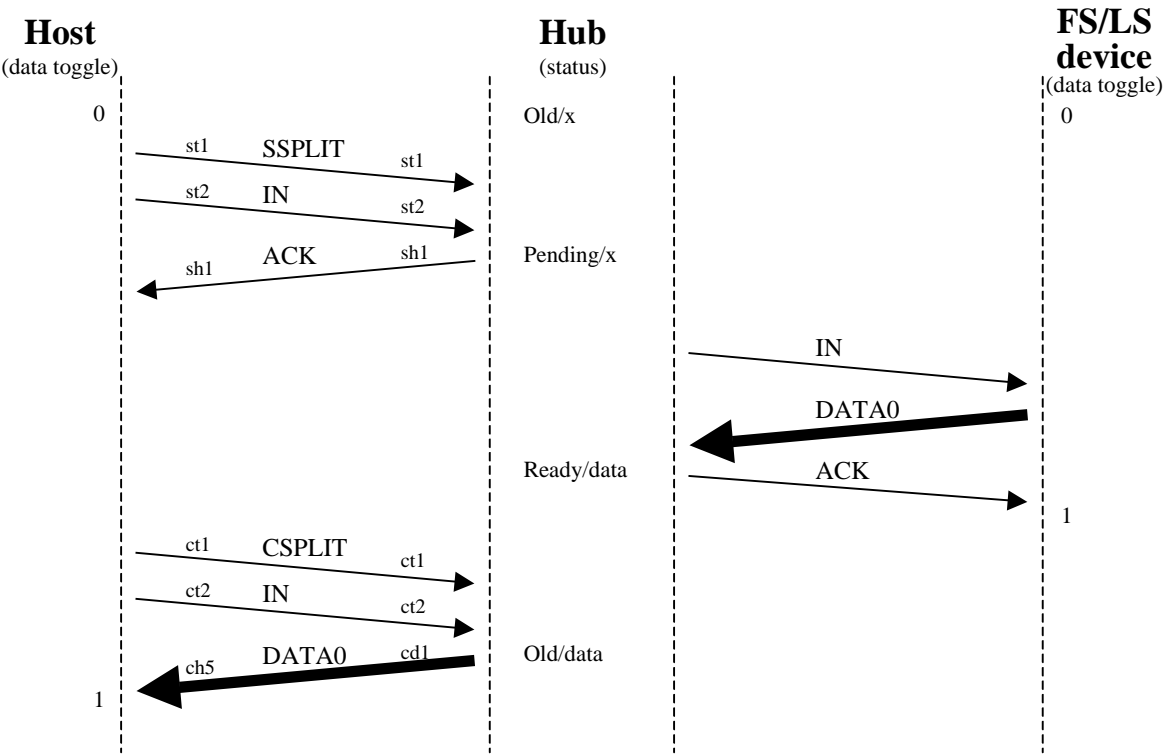 Host
(data toggle)
Hub
(status)
FS/LS
device
(data toggle)
0
Old/x
0
st1 SSPLIT st1
st2 IN st2
Pending/x
sh1 ACK sh1
IN
DATA0
Ready/data
ACK
1
ct1 CSPLIT ct1
ct2 IN ct2
Old/data
ch5 DATA0 cd1
1